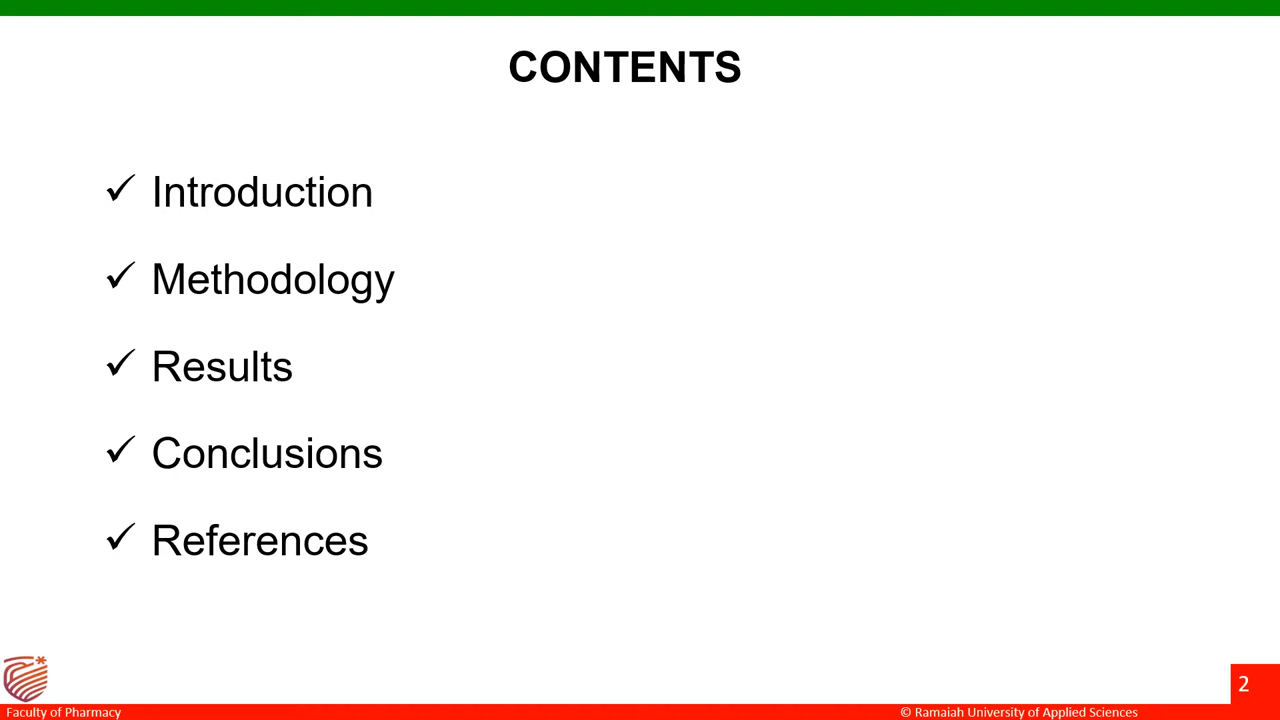 CONTENTS
✓ Introduction
✓ Methodology
✓ Results
✓ Conclusions
✓ References
2
Faculty of Pharmacy
© Ramaiah University of Applied Sciences